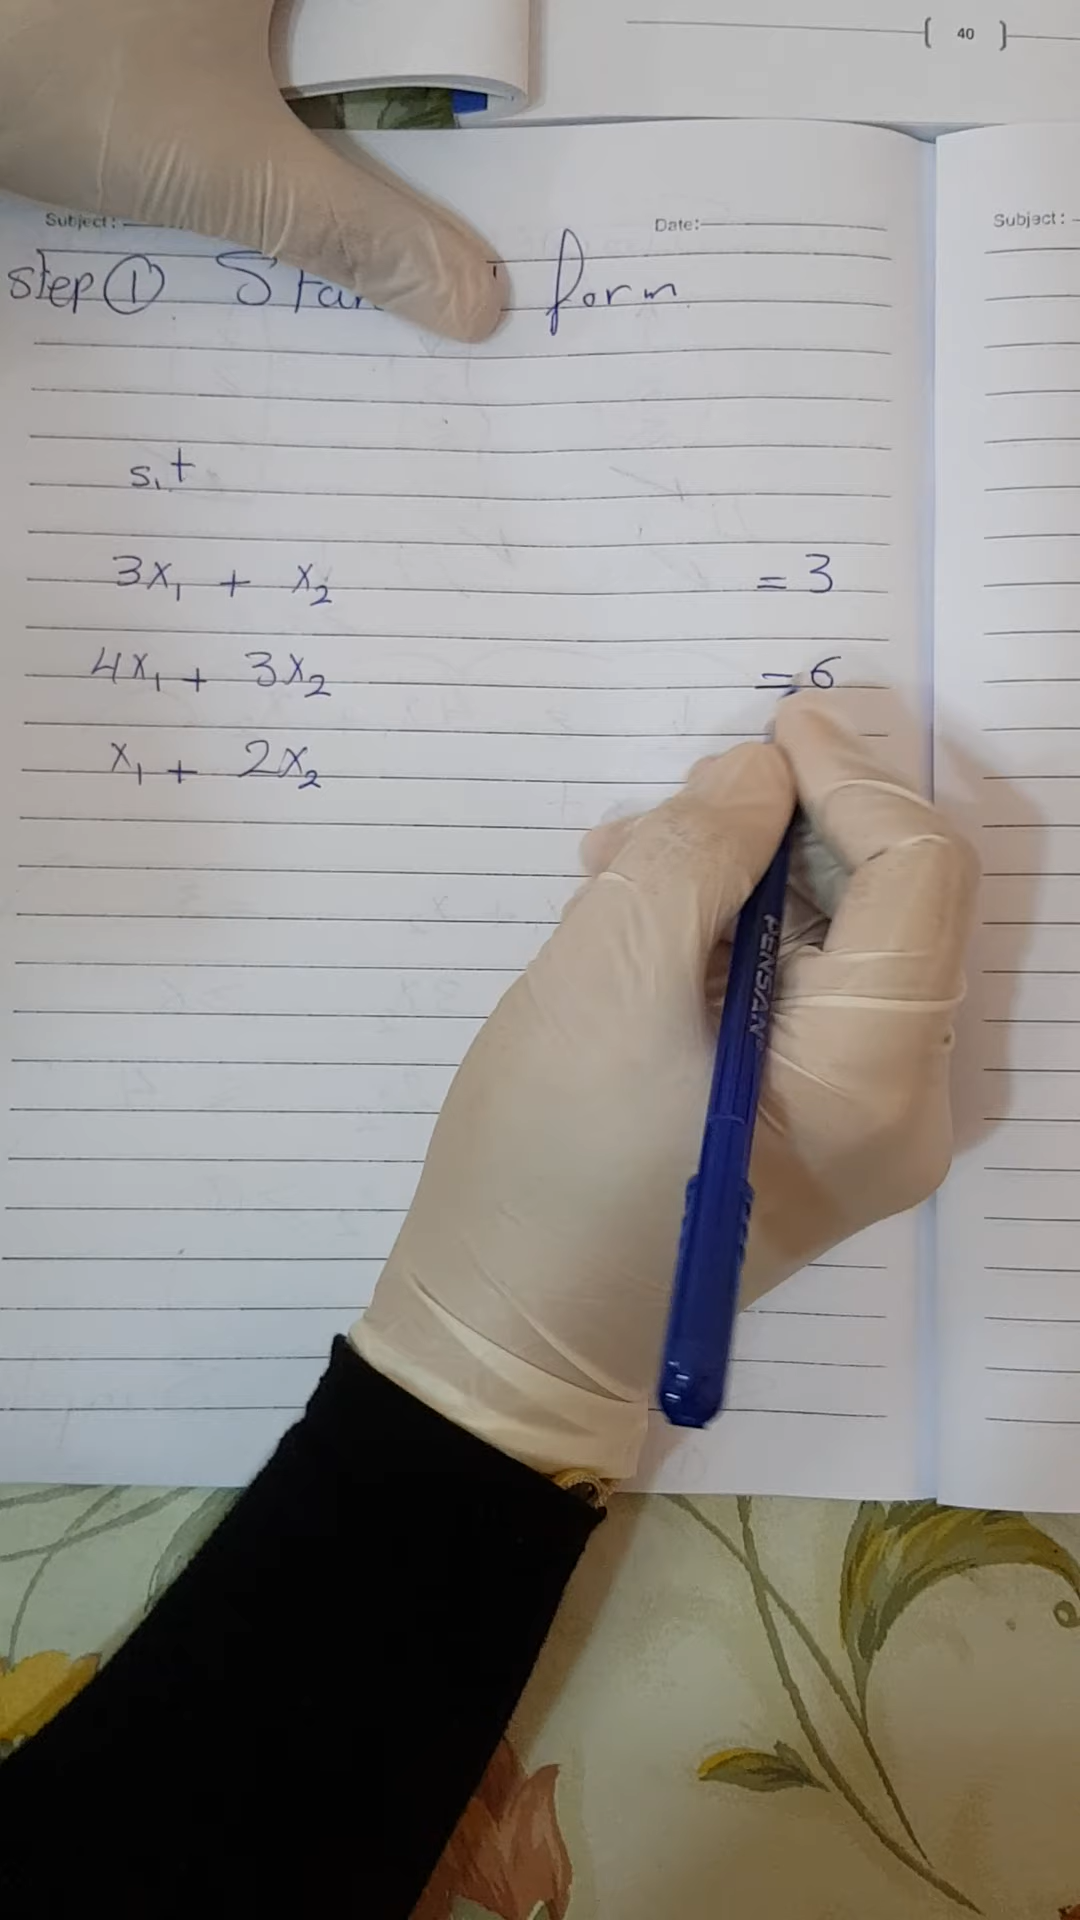 40
Subject: Date: Subject:
step ① form
s.t
3x₁ + x₂ = 3
4x₁ + 3x₂ = 6
x₁ + 2x₂
PENSAN